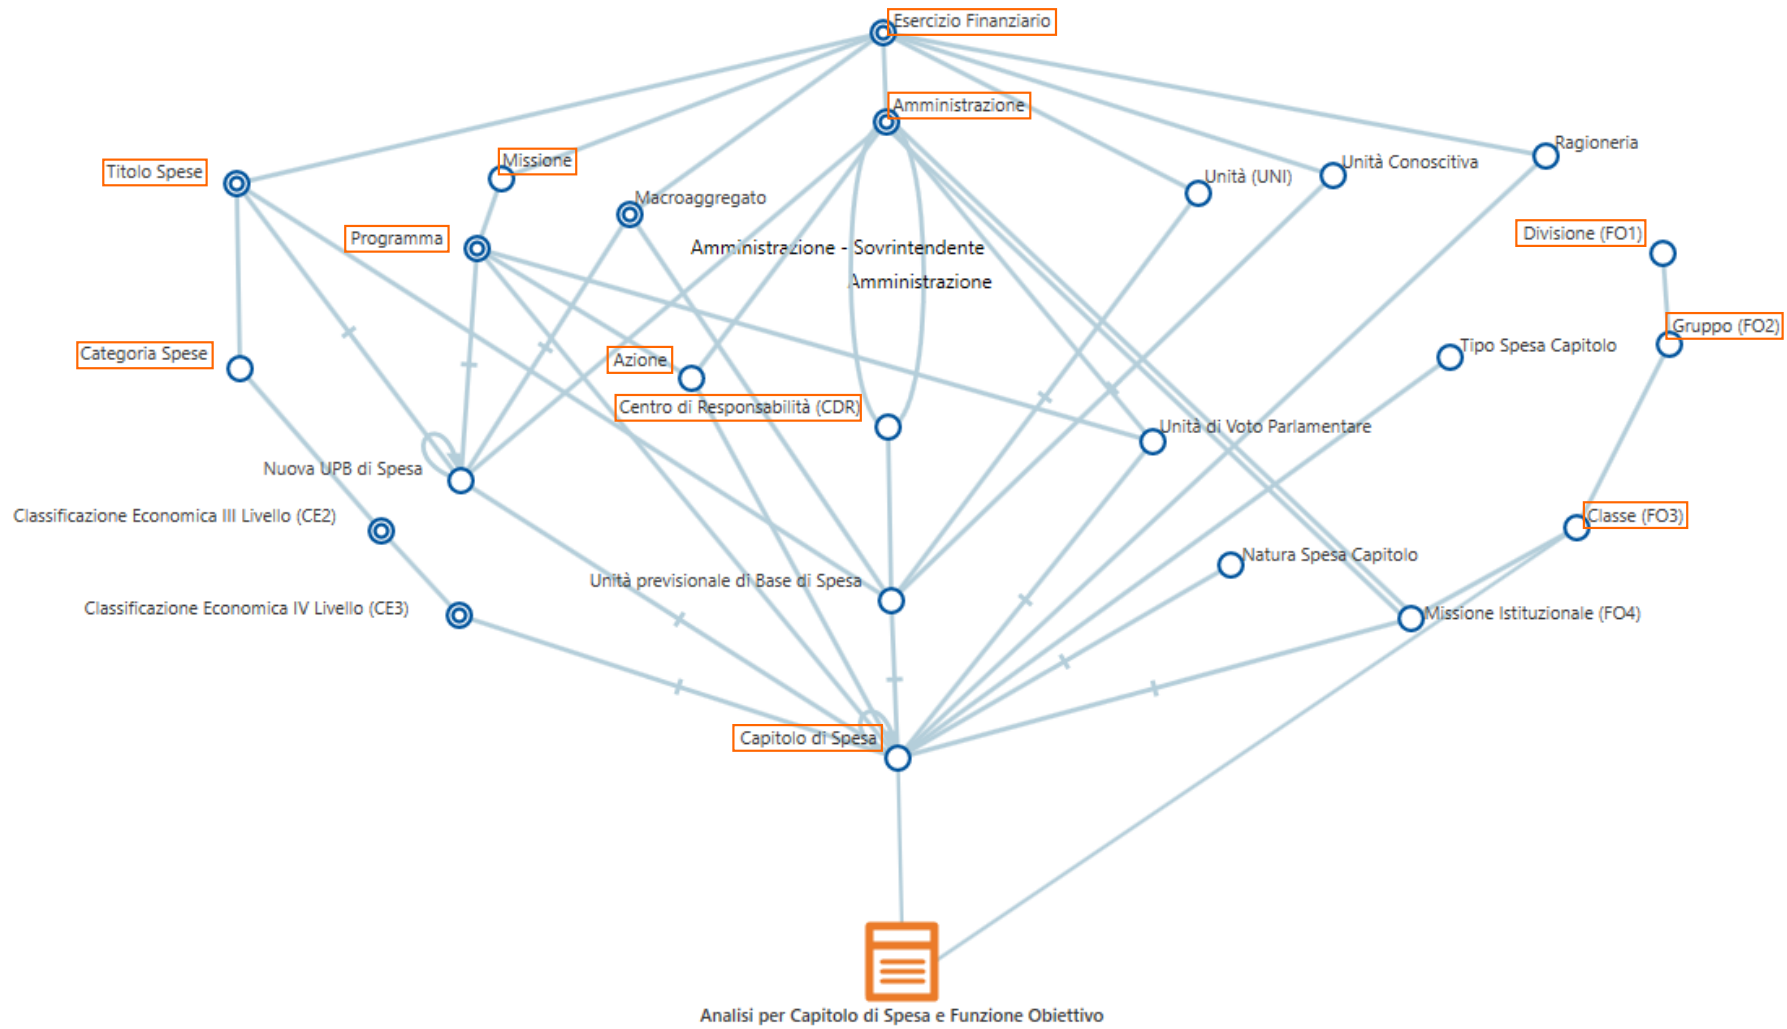 Esercizio Finanziario
Amministrazione
Ragioneria
Missione
Unità Conoscitiva
Titolo Spese
Unità (UNI)
Macroaggregato
Divisione (FO1)
Programma
Amministrazione - Sovrintendente
Amministrazione
Gruppo (FO2)
Tipo Spesa Capitolo
Categoria Spese
Azione
Centro di Responsabilità (CDR)
Unità di Voto Parlamentare
Nuova UPB di Spesa
Classificazione Economica III Livello (CE2)
Classe (FO3)
Natura Spesa Capitolo
Unità previsionale di Base di Spesa
Classificazione Economica IV Livello (CE3)
Missione Istituzionale (FO4)
Capitolo di Spesa
Analisi per Capitolo di Spesa e Funzione Obiettivo